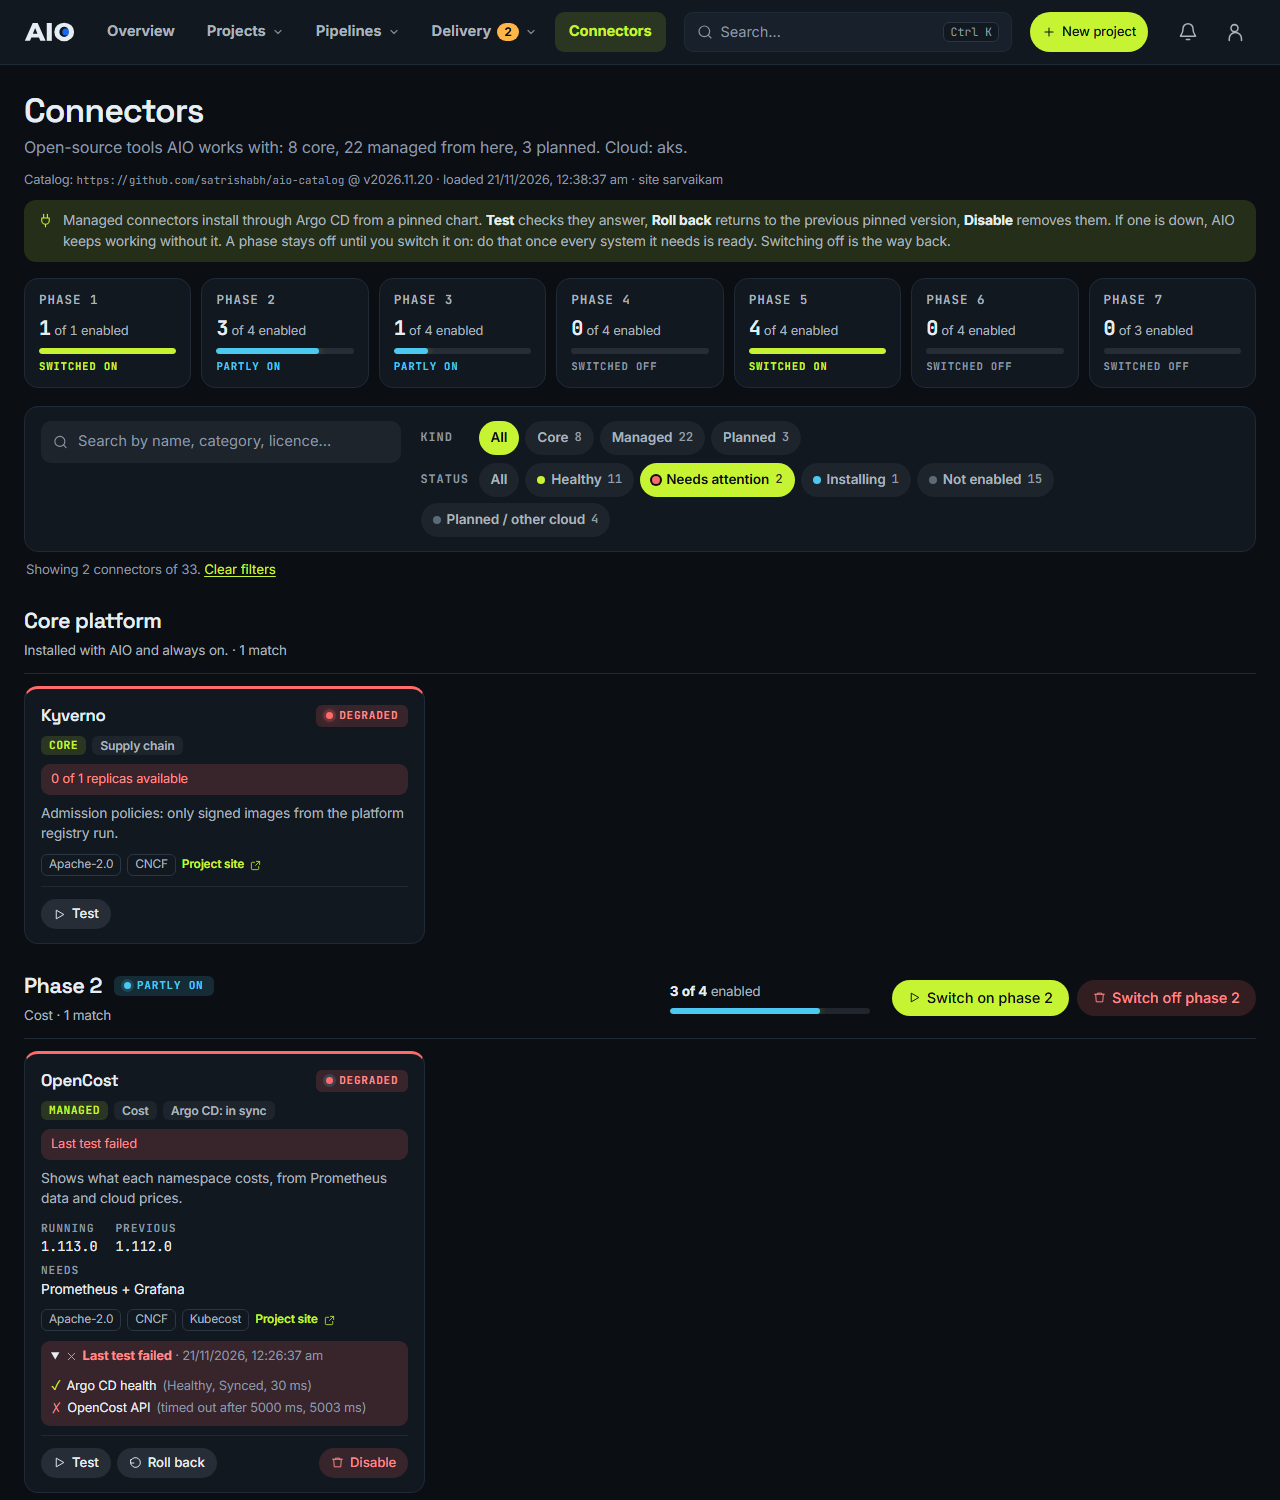 AIO
Overview
Projects
Pipelines
Delivery 2
Connectors
Search...
Ctrl K
New project
Connectors
Open-source tools AIO works with: 8 core, 22 managed from here, 3 planned. Cloud: aks.
Catalog: https://github.com/satrishabh/aio-catalog @ v2026.11.20 · loaded 21/11/2026, 12:38:37 am · site sarvaikam
Managed connectors install through Argo CD from a pinned chart. Test checks they answer, Roll back returns to the previous pinned version, Disable removes them. If one is down, AIO
keeps working without it. A phase stays off until you switch it on: do that once every system it needs is ready. Switching off is the way back.
PHASE 1
1 of 1 enabled
SWITCHED ON
PHASE 2
3 of 4 enabled
PARTLY ON
PHASE 3
1 of 4 enabled
PARTLY ON
PHASE 4
0 of 4 enabled
SWITCHED OFF
PHASE 5
4 of 4 enabled
SWITCHED ON
PHASE 6
0 of 4 enabled
SWITCHED OFF
PHASE 7
0 of 3 enabled
SWITCHED OFF
Search by name, category, licence...
KIND All Core 8 Managed 22 Planned 3
STATUS All Healthy 11 Needs attention 2 Installing 1 Not enabled 15
Planned / other cloud 4
Showing 2 connectors of 33. Clear filters
Core platform
Installed with AIO and always on. · 1 match
Kyverno
DEGRADED
CORE Supply chain
0 of 1 replicas available
Admission policies: only signed images from the platform
registry run.
Apache-2.0 CNCF Project site
Test
Phase 2 PARTLY ON
Cost · 1 match
3 of 4 enabled
Switch on phase 2
Switch off phase 2
OpenCost
DEGRADED
MANAGED Cost Argo CD: in sync
Last test failed
Shows what each namespace costs, from Prometheus
data and cloud prices.
RUNNING PREVIOUS
1.113.0 1.112.0
NEEDS
Prometheus + Grafana
Apache-2.0 CNCF Kubecost Project site
Last test failed · 21/11/2026, 12:26:37 am
Argo CD health (Healthy, Synced, 30 ms)
OpenCost API (timed out after 5000 ms, 5003 ms)
Test Roll back Disable